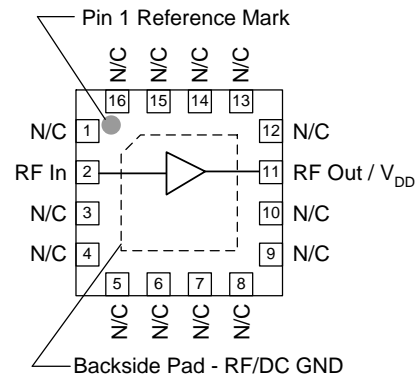 Pin 1 Reference Mark
N/C N/C N/C N/C
16 15 14 13
N/C 1 12 N/C
RF In 2 11 RF Out / VDD
N/C 3 10 N/C
N/C 4 9 N/C
5 6 7 8
N/C N/C N/C N/C
Backside Pad - RF/DC GND